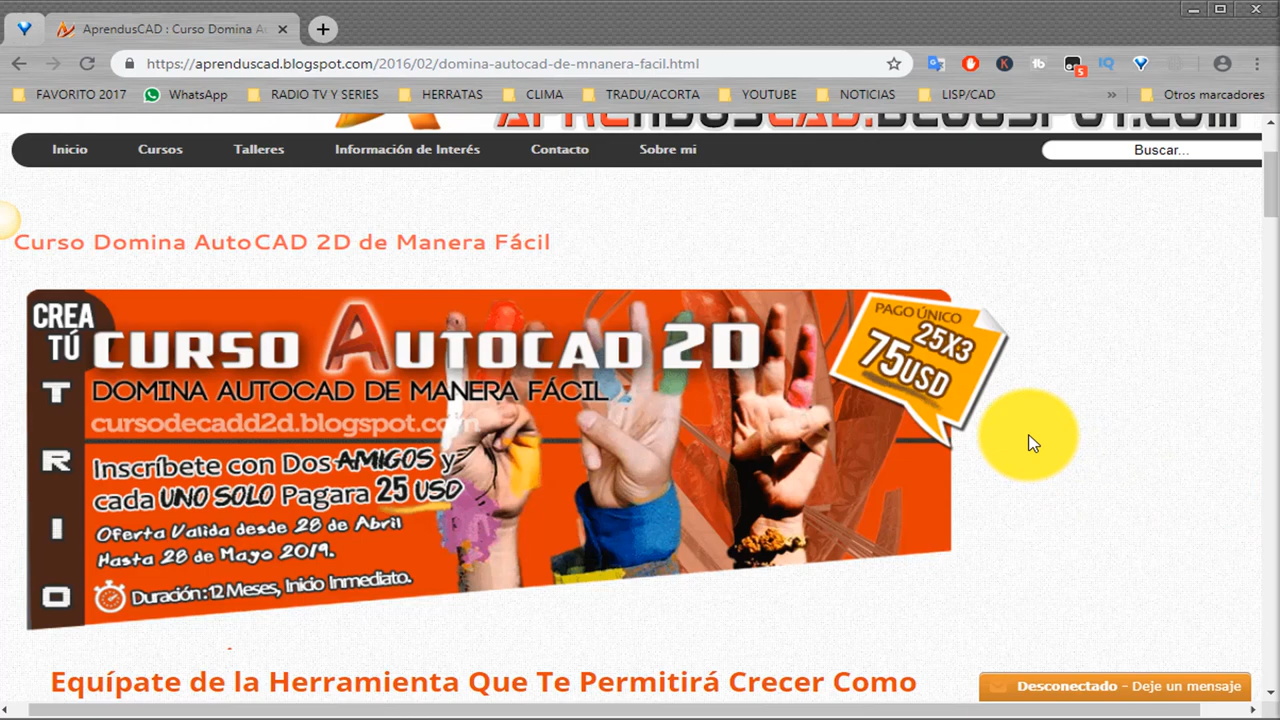 AprendusCAD : Curso Domina A
https://aprenduscad.blogspot.com/2016/02/domina-autocad-de-mnanera-facil.html
5
FAVORITO 2017 WhatsApp RADIO TV Y SERIES HERRATAS CLIMA TRADU/ACORTA YOUTUBE NOTICIAS LISP/CAD » Otros marcadores
APRENDUSCAD.BLOGSPOT.com
Inicio Cursos Talleres Información de Interés Contacto Sobre mi Buscar...
Curso Domina AutoCAD 2D de Manera Fácil
CREA
TÚ
T
R
I
O
CURSO AUTOCAD 2D
DOMINA AUTOCAD DE MANERA FÁCIL
cursodecadd2d.blogspot.com
Inscríbete con Dos AMIGOS y
cada UNO SOLO Pagara 25 USD
Oferta Valida desde 28 de Abril
Hasta 28 de Mayo 2019.
Duración: 12 Meses, Inicio Inmediato.
PAGO ÚNICO
25X3
75USD
Equípate de la Herramienta Que Te Permitirá Crecer Como
Desconectado - Deje un mensaje